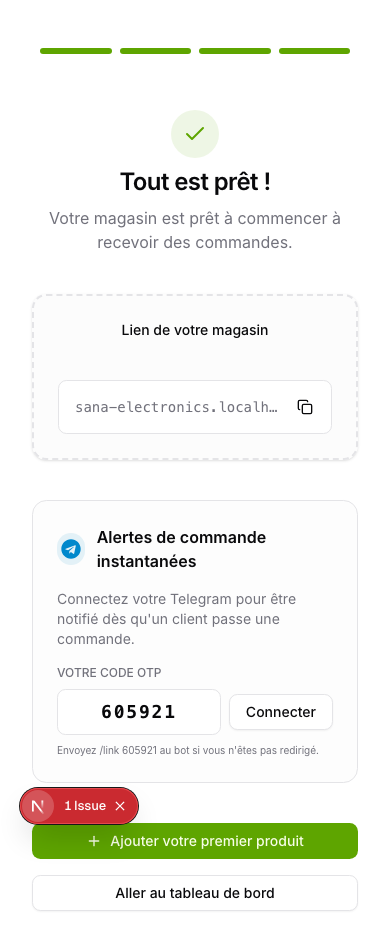 Tout est prêt !
Votre magasin est prêt à commencer à
recevoir des commandes.
Lien de votre magasin
sana-electronics.localh…
Alertes de commande
instantanées
Connectez votre Telegram pour être
notifié dès qu'un client passe une
commande.
VOTRE CODE OTP
605921
Connecter
Envoyez /link 605921 au bot si vous n'êtes pas redirigé.
N
1 Issue
Ajouter votre premier produit
Aller au tableau de bord